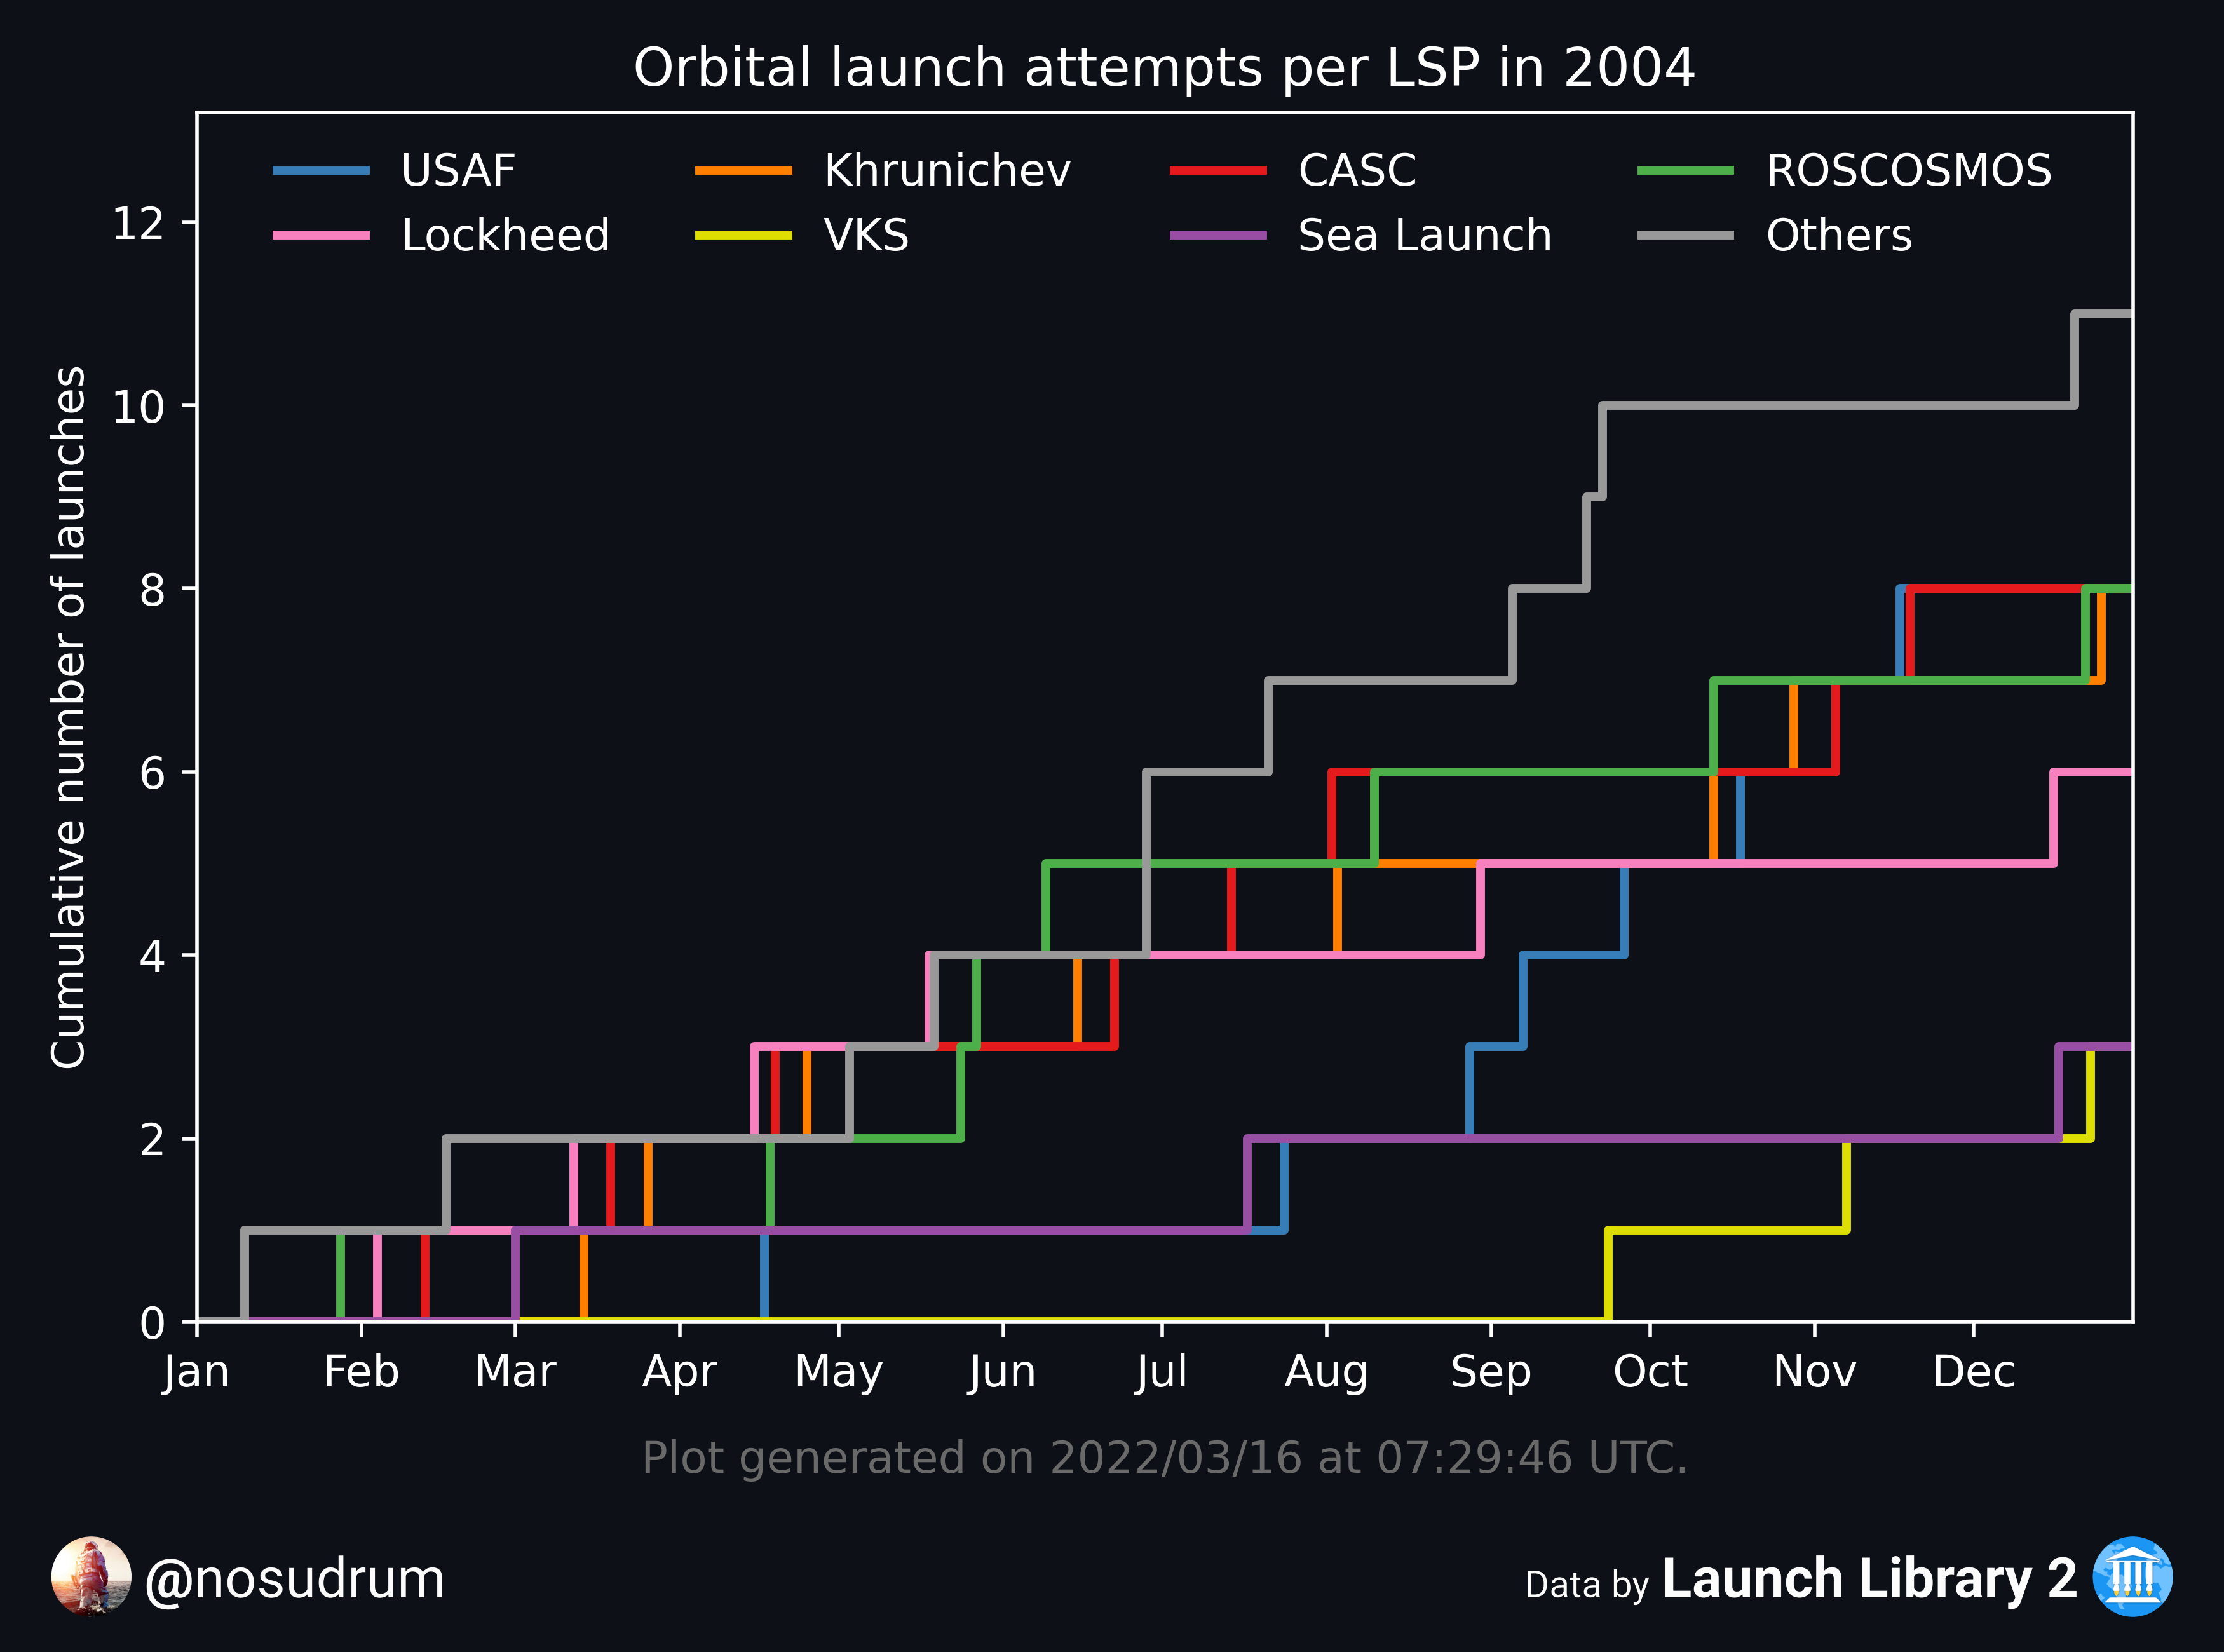 Orbital launch attempts per LSP in 2004
USAF Khrunichev CASC ROSCOSMOS
Lockheed VKS Sea Launch Others
Cumulative number of launches
12
10
8
6
4
2
0
Jan Feb Mar Apr May Jun Jul Aug Sep Oct Nov Dec
Plot generated on 2022/03/16 at 07:29:46 UTC.
@nosudrum
Data by Launch Library 2